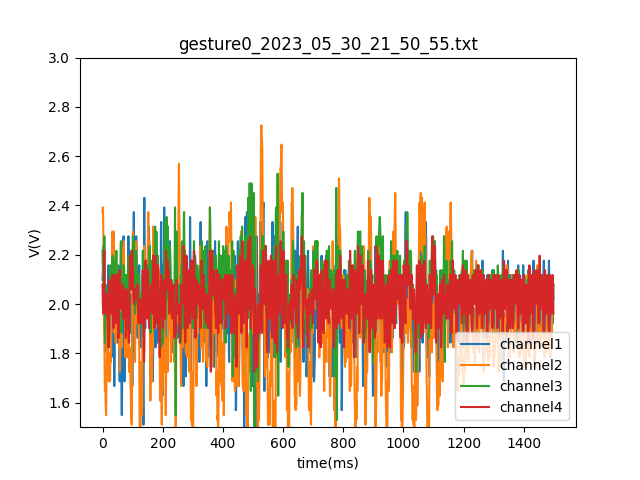 gesture0_2023_05_30_21_50_55.txt
3.0
2.8
2.6
2.4
2.2
2.0
1.8
1.6
V(V)
0 200 400 600 800 1000 1200 1400
time(ms)
channel1
channel2
channel3
channel4